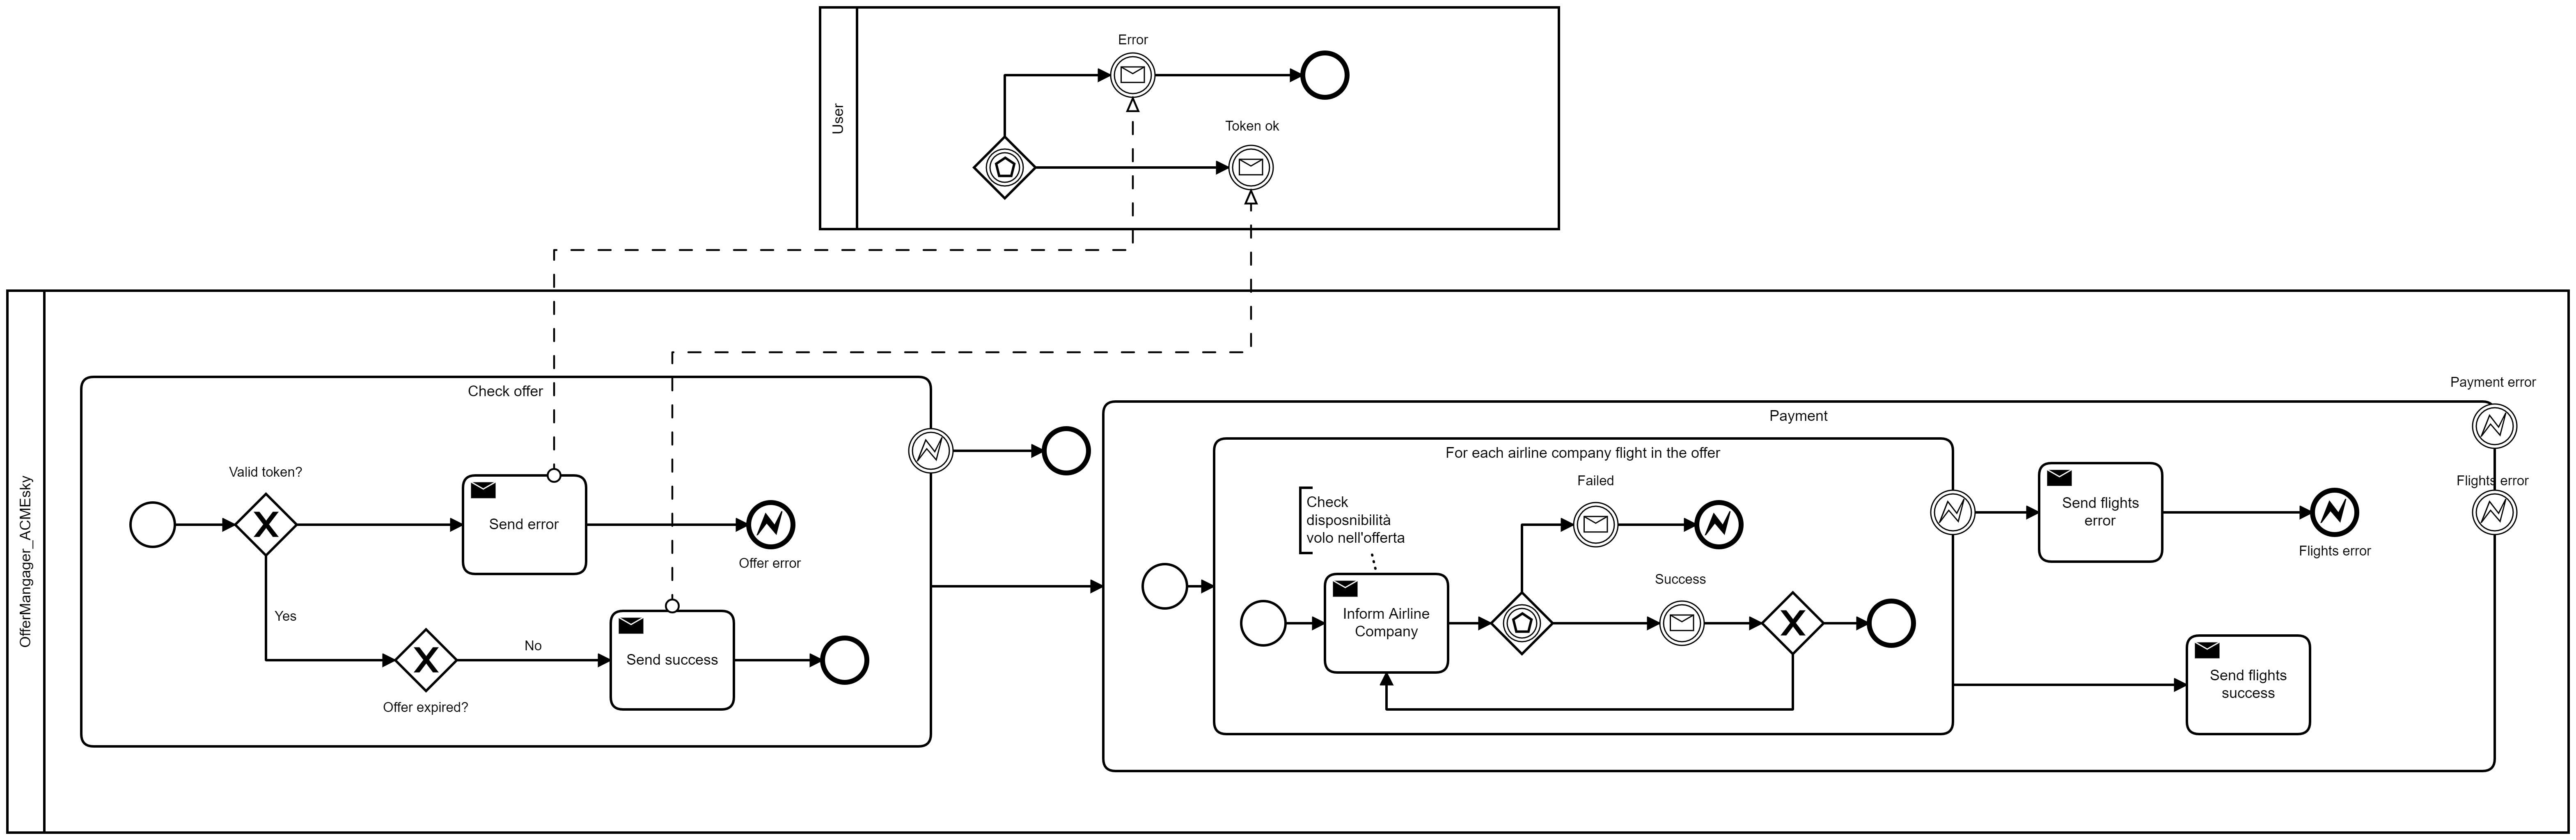 User
Error
Token ok
OfferMangager_ACMEsky
Check offer
Valid token?
Send error
Offer error
Yes
Offer expired?
No
Send success
Payment
For each airline company flight in the offer
Check
disposnibilità
volo nell'offerta
Inform Airline
Company
Failed
Success
Send flights
error
Flights error
Send flights
success
Payment error
Flights error